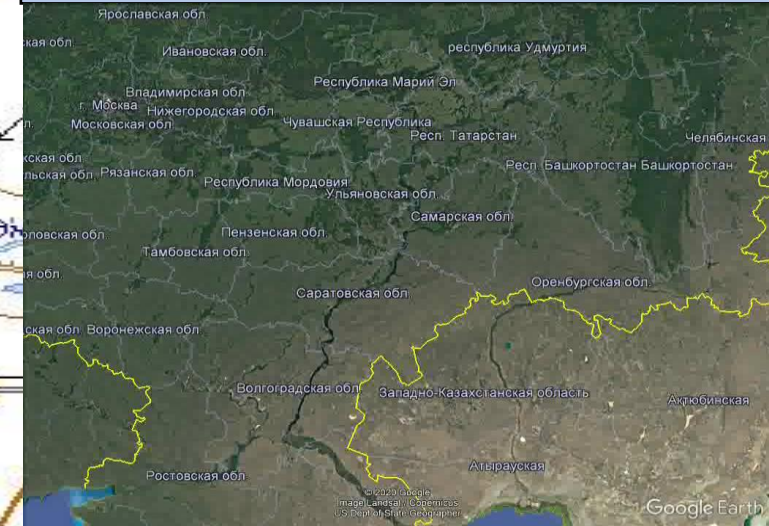 Ярославская обл.
Ивановская обл.
республика Удмуртия
Республика Марий Эл
Владимирская обл.
г. Москва
Нижегородская обл.
Московская обл.
Чувашская Республика
Респ. Татарстан
Челябинская
Рязанская обл.
Респ. Башкортостан Башкортостан
Республика Мордовия
Ульяновская обл.
Самарская обл.
Пензенская обл.
Тамбовская обл.
Оренбургская обл.
Саратовская обл.
Воронежская обл.
Волгоградская обл.
Западно-Казахстанская область
Ақтюбинская
Атырауская
Ростовская обл.
© 2020 Google
Image Landsat / Copernicus
US Dept of State Geographer
Google Earth